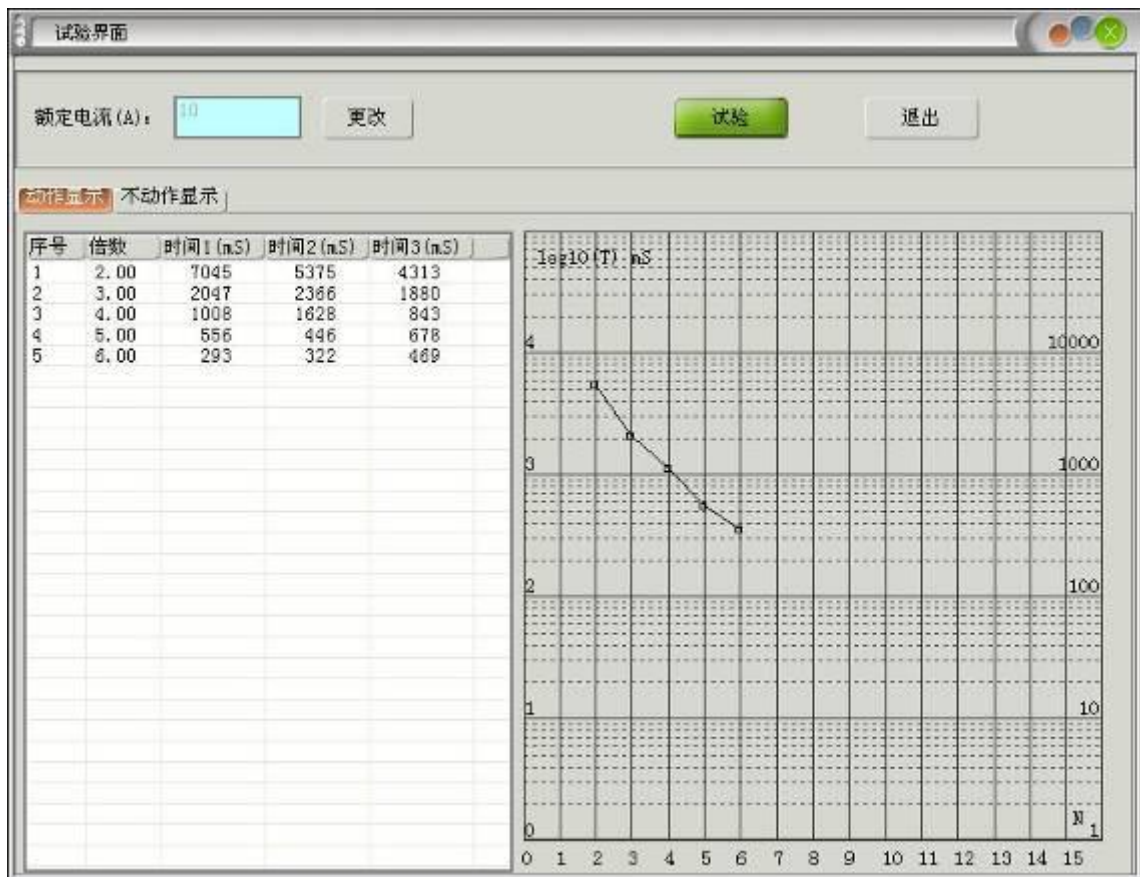 试验界面
额定电流(A): 10 更改 试验 退出
动作显示 不动作显示
序号 倍数 时间1(mS) 时间2(mS) 时间3(mS)
1 2.00 7045 5375 4313
2 3.00 2047 2366 1880
3 4.00 1008 1628 843
4 5.00 556 446 678
5 6.00 293 322 469
log10(T) mS
4 10000
3 1000
2 100
1 10
N
0 1
0 1 2 3 4 5 6 7 8 9 10 11 12 13 14 15